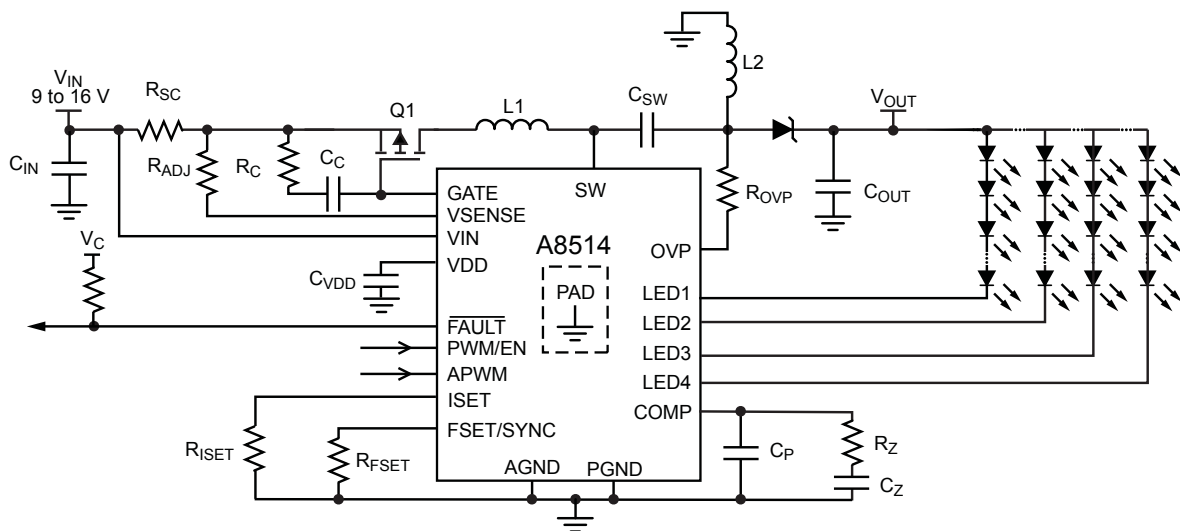 L2
V_IN
9 to 16 V
R_SC
Q1
L1
C_SW
V_OUT
C_IN
R_ADJ
R_C
C_C
R_OVP
C_OUT
GATE
VSENSE
VIN
VDD
SW
OVP
A8514
PAD
V_C
C_VDD
LED1
LED2
LED3
LED4
FAULT
PWM/EN
APWM
ISET
FSET/SYNC
COMP
AGND
PGND
R_ISET
R_FSET
C_P
R_Z
C_Z